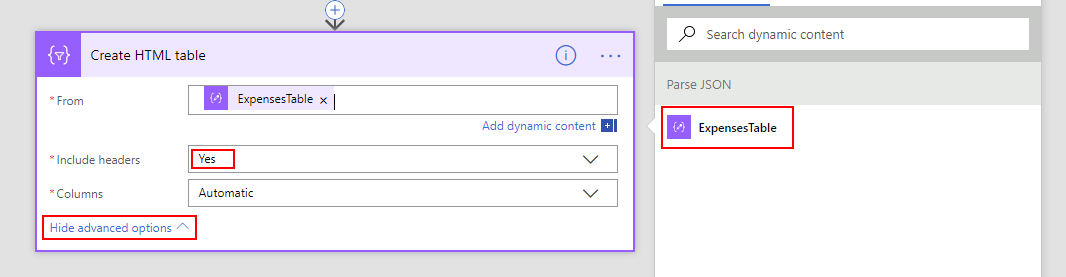 Create HTML table
* From
ExpensesTable ×
Add dynamic content
* Include headers
Yes
* Columns
Automatic
Hide advanced options
Search dynamic content
Parse JSON
ExpensesTable